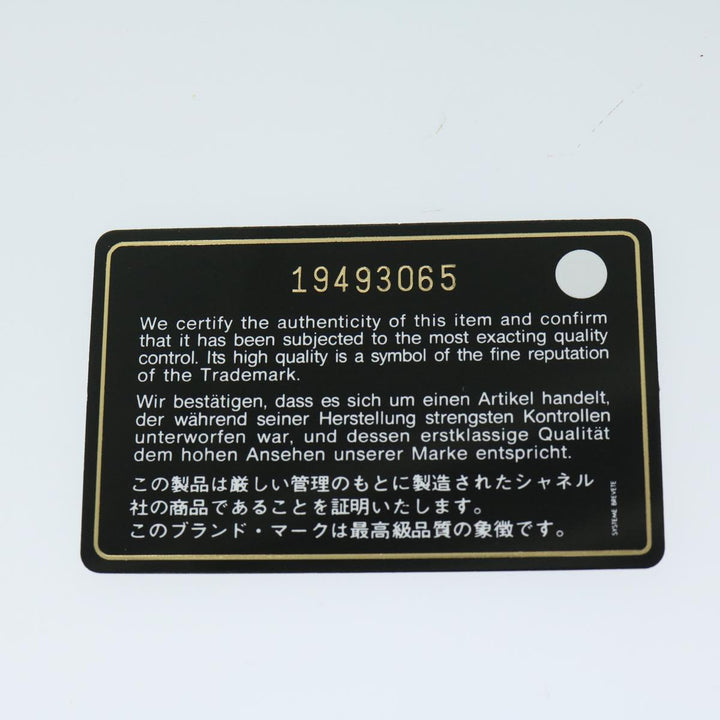 19493065
We certify the authenticity of this item and confirm
that it has been subjected to the most exacting quality
control. Its high quality is a symbol of the fine reputation
of the Trademark.
Wir bestätigen, dass es sich um einen Artikel handelt,
der während seiner Herstellung strengsten Kontrollen
unterworfen war, und dessen erstklassige Qualität
dem hohen Ansehen unserer Marke entspricht.
この製品は厳しい管理のもとに製造されたシャネル
社の商品であることを証明いたします。
このブランド・マークは最高級品質の象徴です。
SYSTEME BREVETE